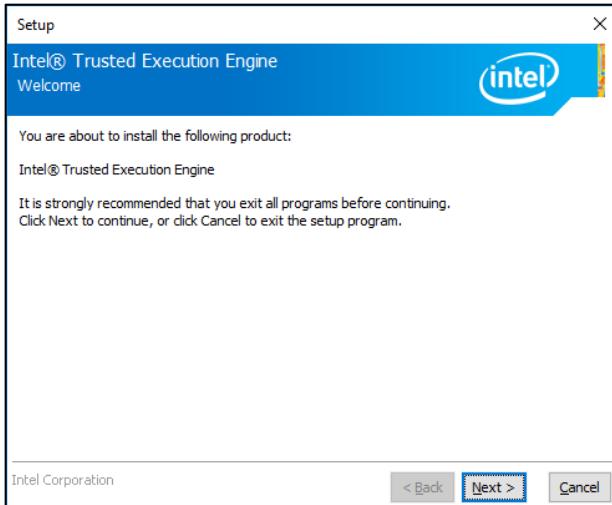 Setup
Intel® Trusted Execution Engine
Welcome
intel
You are about to install the following product:
Intel® Trusted Execution Engine
It is strongly recommended that you exit all programs before continuing.
Click Next to continue, or click Cancel to exit the setup program.
Intel Corporation
< Back Next > Cancel